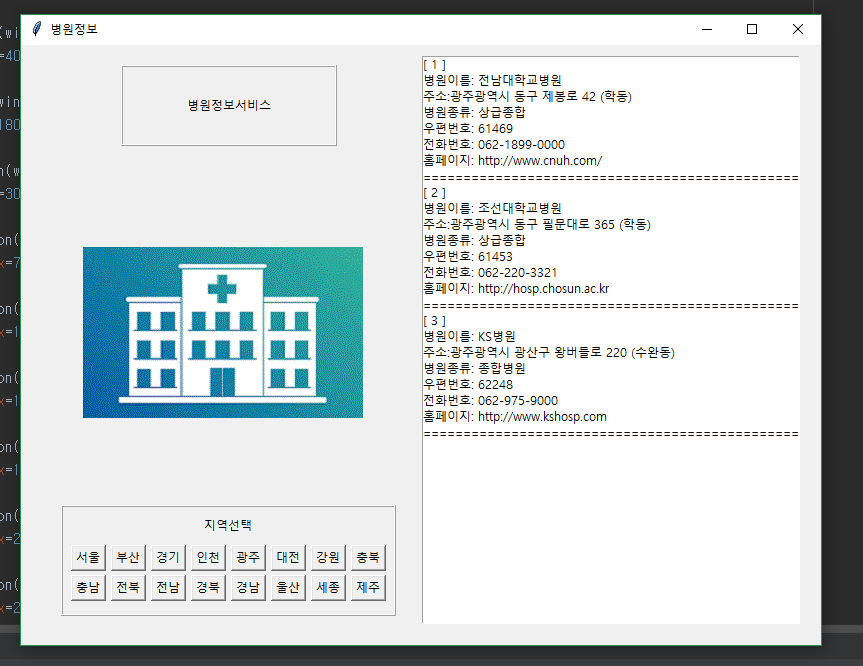 병원정보
병원정보서비스
지역선택
서울 부산 경기 인천 광주 대전 강원 충북
충남 전북 전남 경북 경남 울산 세종 제주
[ 1 ]
병원이름: 전남대학교병원
주소:광주광역시 동구 제봉로 42 (학동)
병원종류: 상급종합
우편번호: 61469
전화번호: 062-1899-0000
홈페이지: http://www.cnuh.com/
===============================================
[ 2 ]
병원이름: 조선대학교병원
주소:광주광역시 동구 필문대로 365 (학동)
병원종류: 상급종합
우편번호: 61453
전화번호: 062-220-3321
홈페이지: http://hosp.chosun.ac.kr
===============================================
[ 3 ]
병원이름: KS병원
주소:광주광역시 광산구 왕버들로 220 (수완동)
병원종류: 종합병원
우편번호: 62248
전화번호: 062-975-9000
홈페이지: http://www.kshosp.com
===============================================